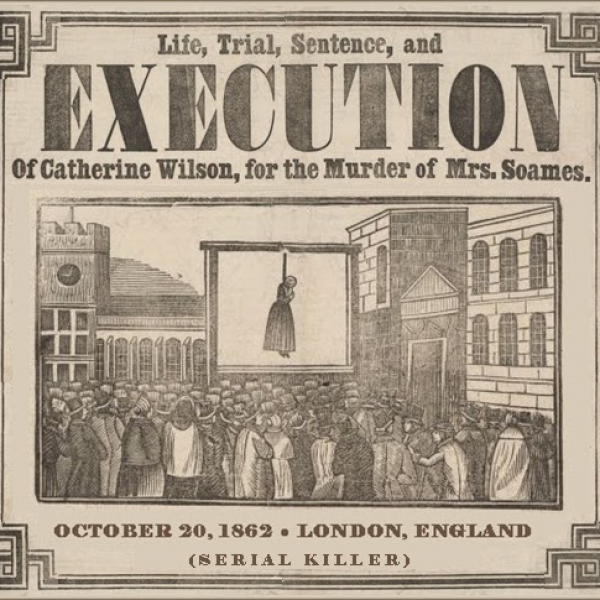 Life, Trial, Sentence, and
EXECUTION
Of Catherine Wilson, for the Murder of Mrs. Soames.
OCTOBER 20, 1862 • LONDON, ENGLAND
(SERIAL KILLER)